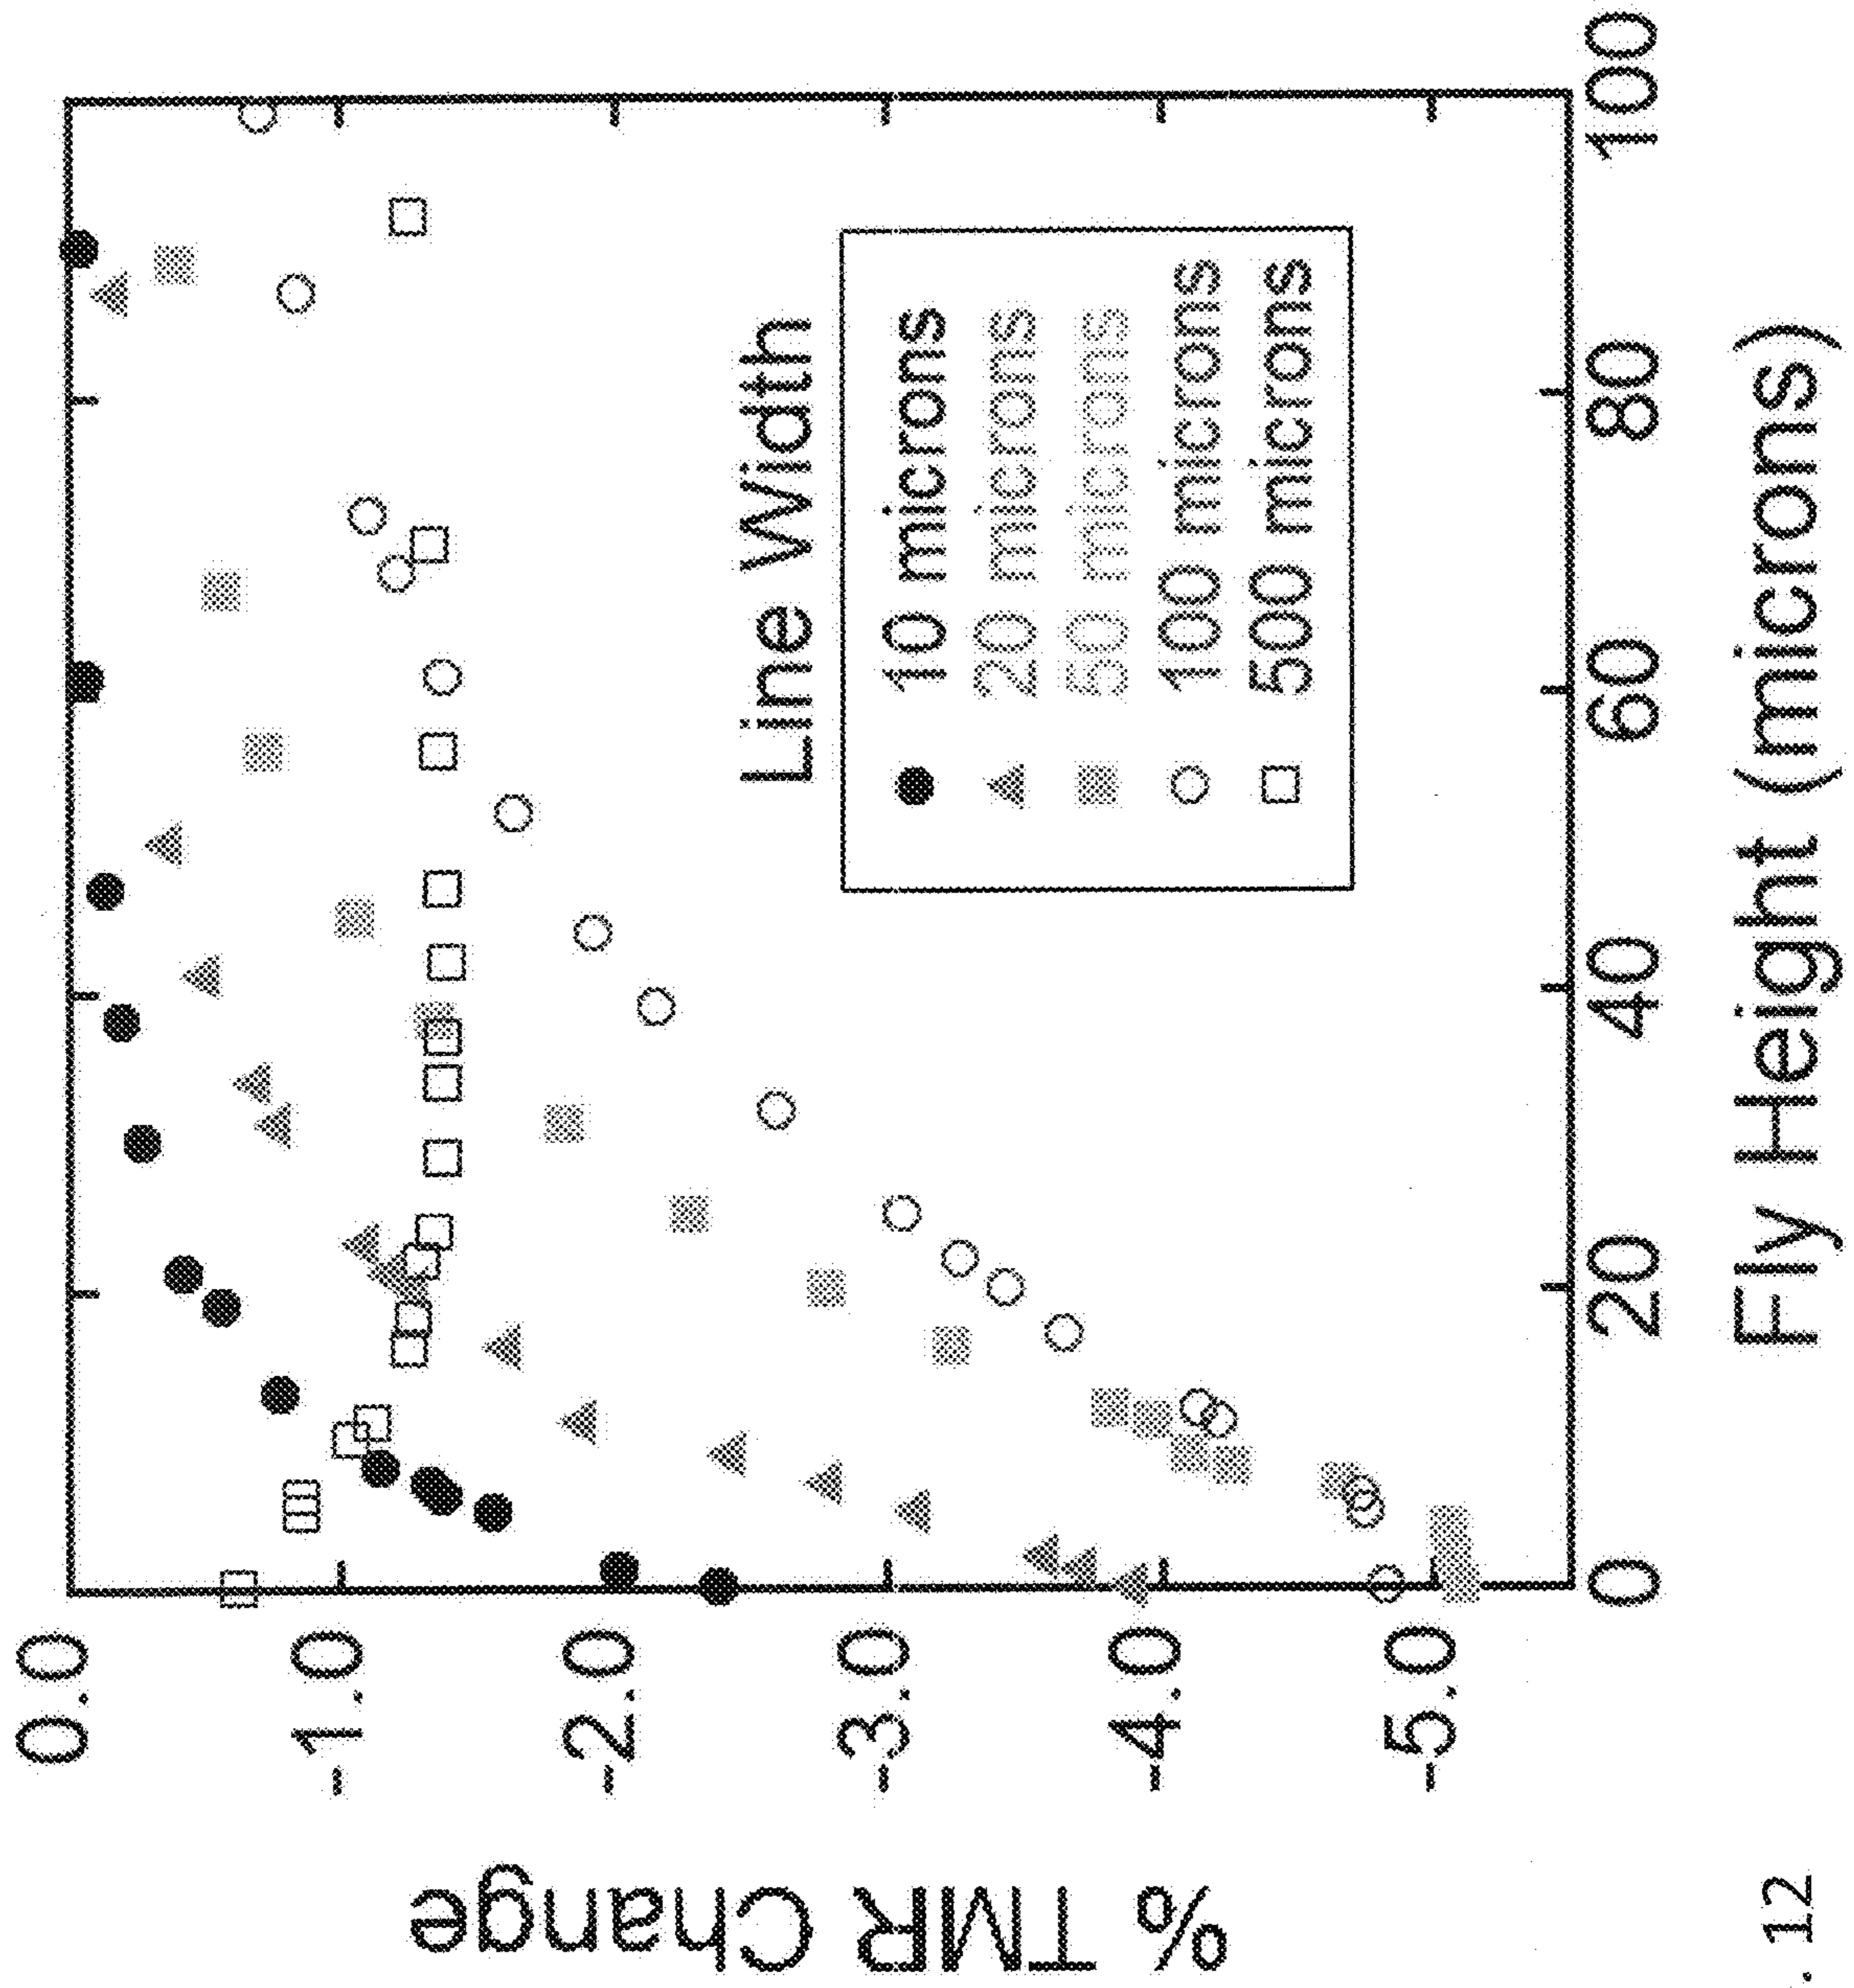 % TMR Change
0.0
-1.0
-2.0
-3.0
-4.0
-5.0
Line Width
10 microns
20 microns
50 microns
100 microns
500 microns
0 20 40 60 80 100
Fly Height (microns)
. 12